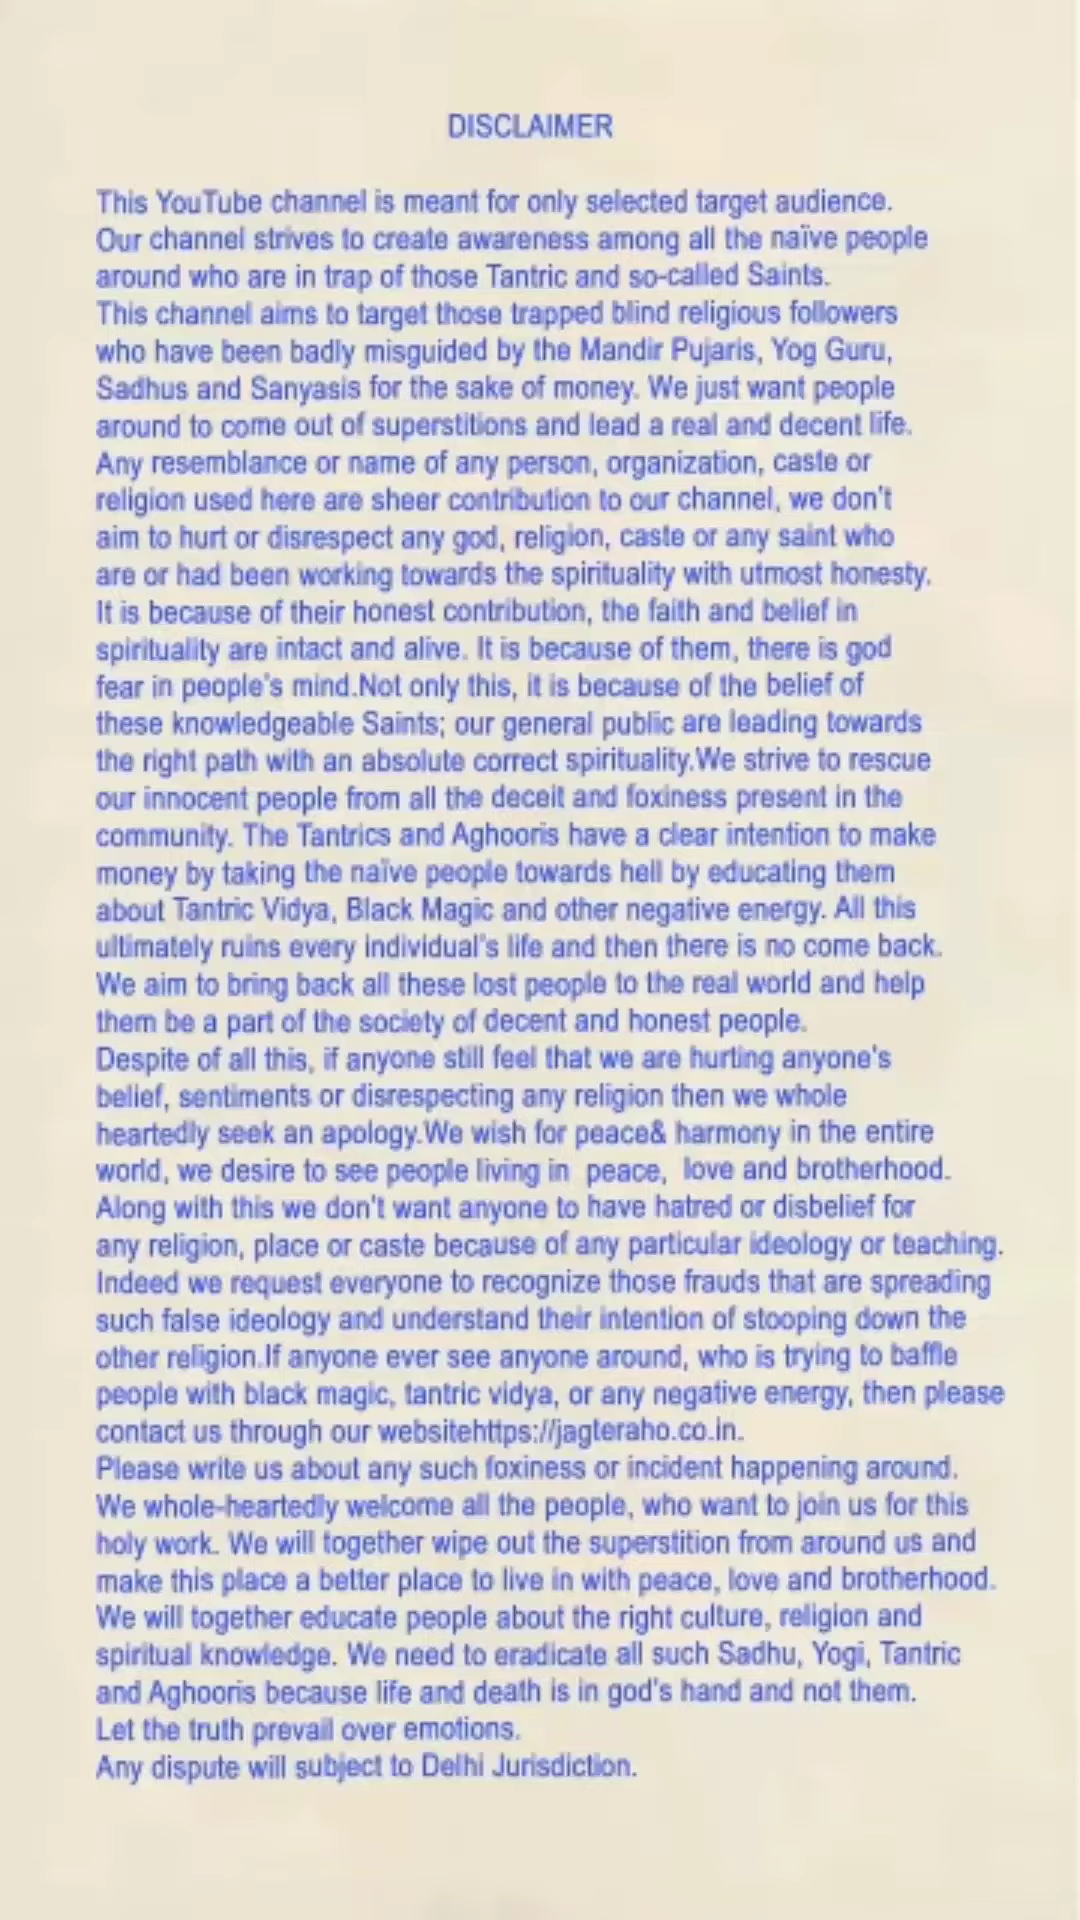 DISCLAIMER
This YouTube channel is meant for only selected target audience.
Our channel strives to create awareness among all the naïve people
around who are in trap of those Tantric and so-called Saints.
This channel aims to target those trapped blind religious followers
who have been badly misguided by the Mandir Pujaris, Yog Guru,
Sadhus and Sanyasis for the sake of money. We just want people
around to come out of superstitions and lead a real and decent life.
Any resemblance or name of any person, organization, caste or
religion used here are sheer contribution to our channel, we don't
aim to hurt or disrespect any god, religion, caste or any saint who
are or had been working towards the spirituality with utmost honesty.
It is because of their honest contribution, the faith and belief in
spirituality are intact and alive. It is because of them, there is god
fear in people's mind.Not only this, it is because of the belief of
these knowledgeable Saints; our general public are leading towards
the right path with an absolute correct spirituality.We strive to rescue
our innocent people from all the deceit and foxiness present in the
community. The Tantrics and Aghooris have a clear intention to make
money by taking the naïve people towards hell by educating them
about Tantric Vidya, Black Magic and other negative energy. All this
ultimately ruins every individual's life and then there is no come back.
We aim to bring back all these lost people to the real world and help
them be a part of the society of decent and honest people.
Despite of all this, if anyone still feel that we are hurting anyone's
belief, sentiments or disrespecting any religion then we whole
heartedly seek an apology.We wish for peace& harmony in the entire
world, we desire to see people living in  peace,  love and brotherhood.
Along with this we don't want anyone to have hatred or disbelief for
any religion, place or caste because of any particular ideology or teaching.
Indeed we request everyone to recognize those frauds that are spreading
such false ideology and understand their intention of stooping down the
other religion.If anyone ever see anyone around, who is trying to baffle
people with black magic, tantric vidya, or any negative energy, then please
contact us through our websitehttps://jagteraho.co.in.
Please write us about any such foxiness or incident happening around.
We whole-heartedly welcome all the people, who want to join us for this
holy work. We will together wipe out the superstition from around us and
make this place a better place to live in with peace, love and brotherhood.
We will together educate people about the right culture, religion and
spiritual knowledge. We need to eradicate all such Sadhu, Yogi, Tantric
and Aghooris because life and death is in god's hand and not them.
Let the truth prevail over emotions.
Any dispute will subject to Delhi Jurisdiction.